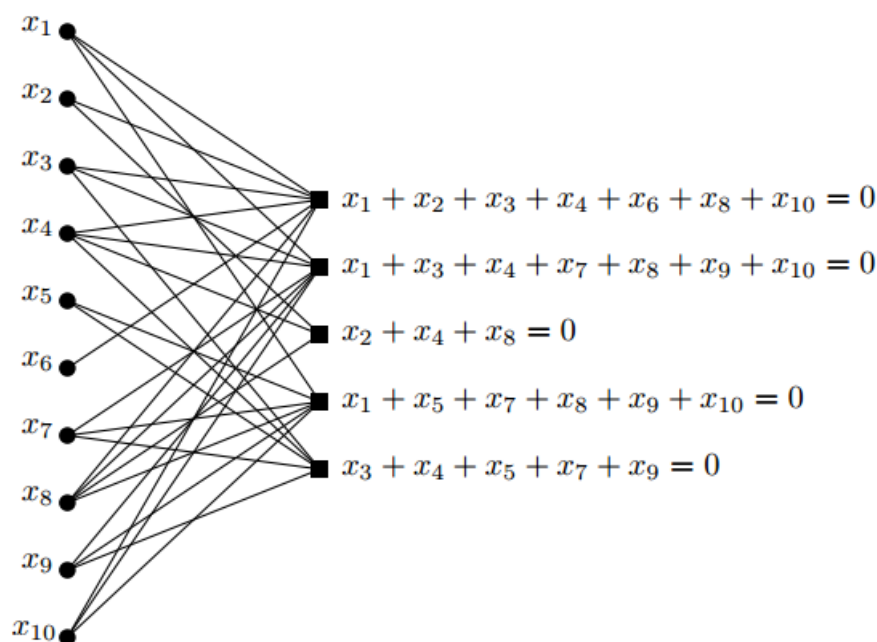 x₁
x₂
x₃
x₄
x₅
x₆
x₇
x₈
x₉
x₁₀
x₁ + x₂ + x₃ + x₄ + x₆ + x₈ + x₁₀ = 0
x₁ + x₃ + x₄ + x₇ + x₈ + x₉ + x₁₀ = 0
x₂ + x₄ + x₈ = 0
x₁ + x₅ + x₇ + x₈ + x₉ + x₁₀ = 0
x₃ + x₄ + x₅ + x₇ + x₉ = 0